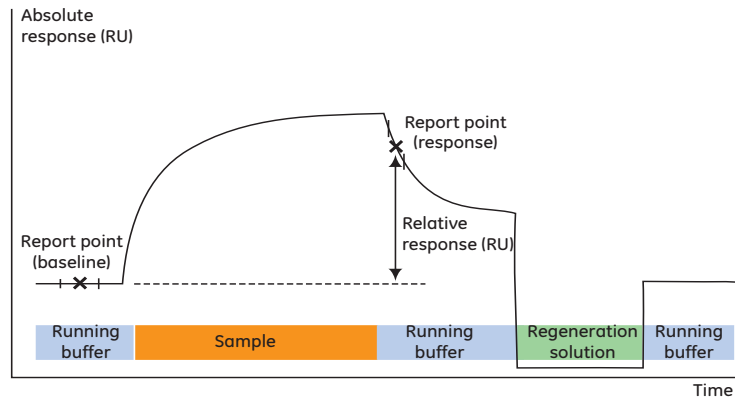 Absolute
response (RU)
Report point
(response)
Relative
response (RU)
Report point
(baseline)
Running
buffer
Sample
Running
buffer
Regeneration
solution
Running
buffer
Time